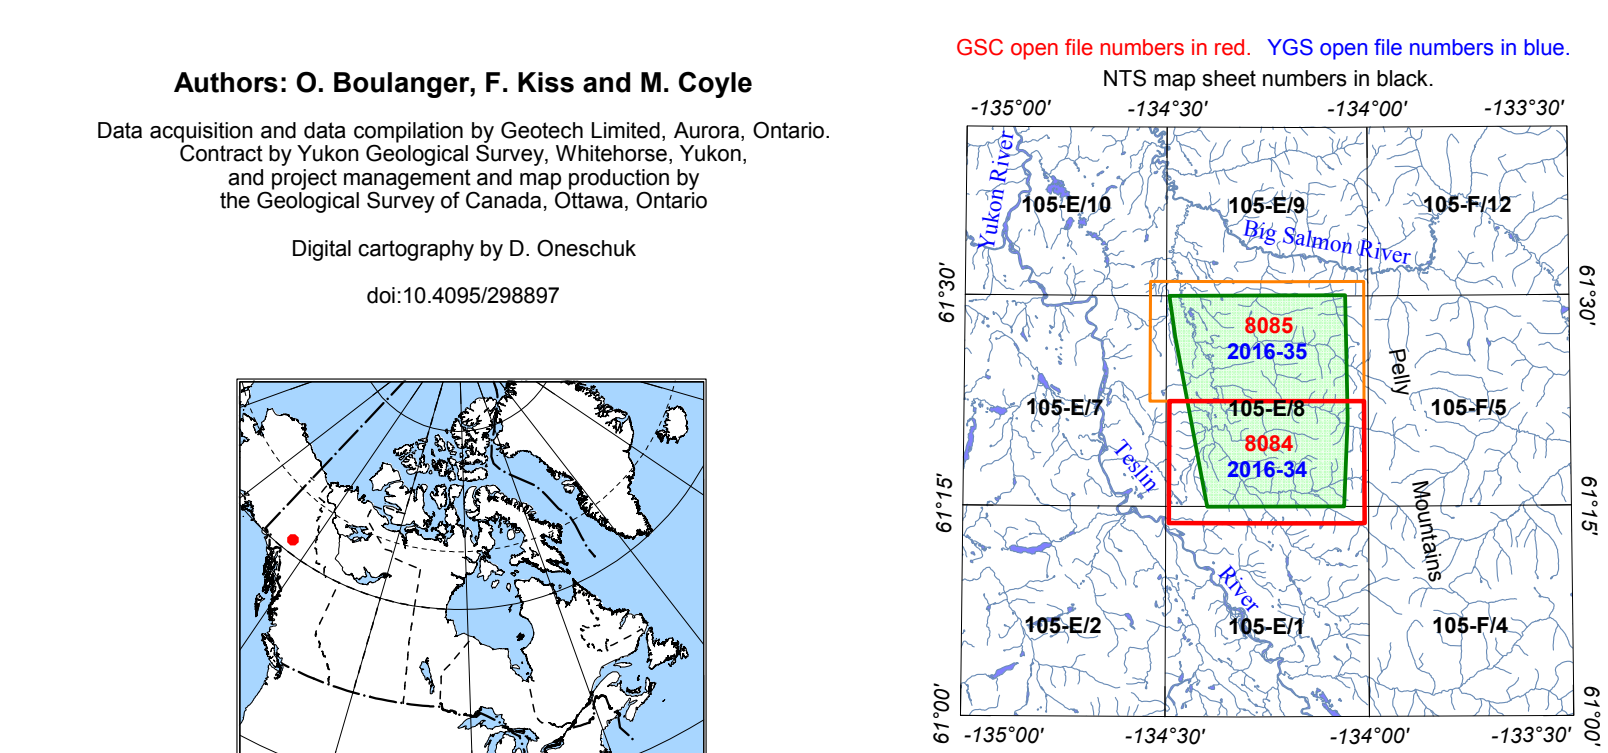 Authors: O. Boulanger, F. Kiss and M. Coyle
Data acquisition and data compilation by Geotech Limited, Aurora, Ontario.
Contract by Yukon Geological Survey, Whitehorse, Yukon,
and project management and map production by
the Geological Survey of Canada, Ottawa, Ontario
Digital cartography by D. Oneschuk
doi:10.4095/298897
GSC open file numbers in red. YGS open file numbers in blue.
NTS map sheet numbers in black.
-135°00' -134°30' -134°00' -133°30'
Yukon River
105-E/10 105-E/9 105-F/12
Big Salmon River
61°30' 61°30'
8085
2016-35
Pelly
105-E/7 105-E/8 105-F/5
8084
2016-34
Teslin
61°15' 61°15'
Mountains
River
105-E/2 105-E/1 105-F/4
61°00' 61°00'
-135°00' -134°30' -134°00' -133°30'